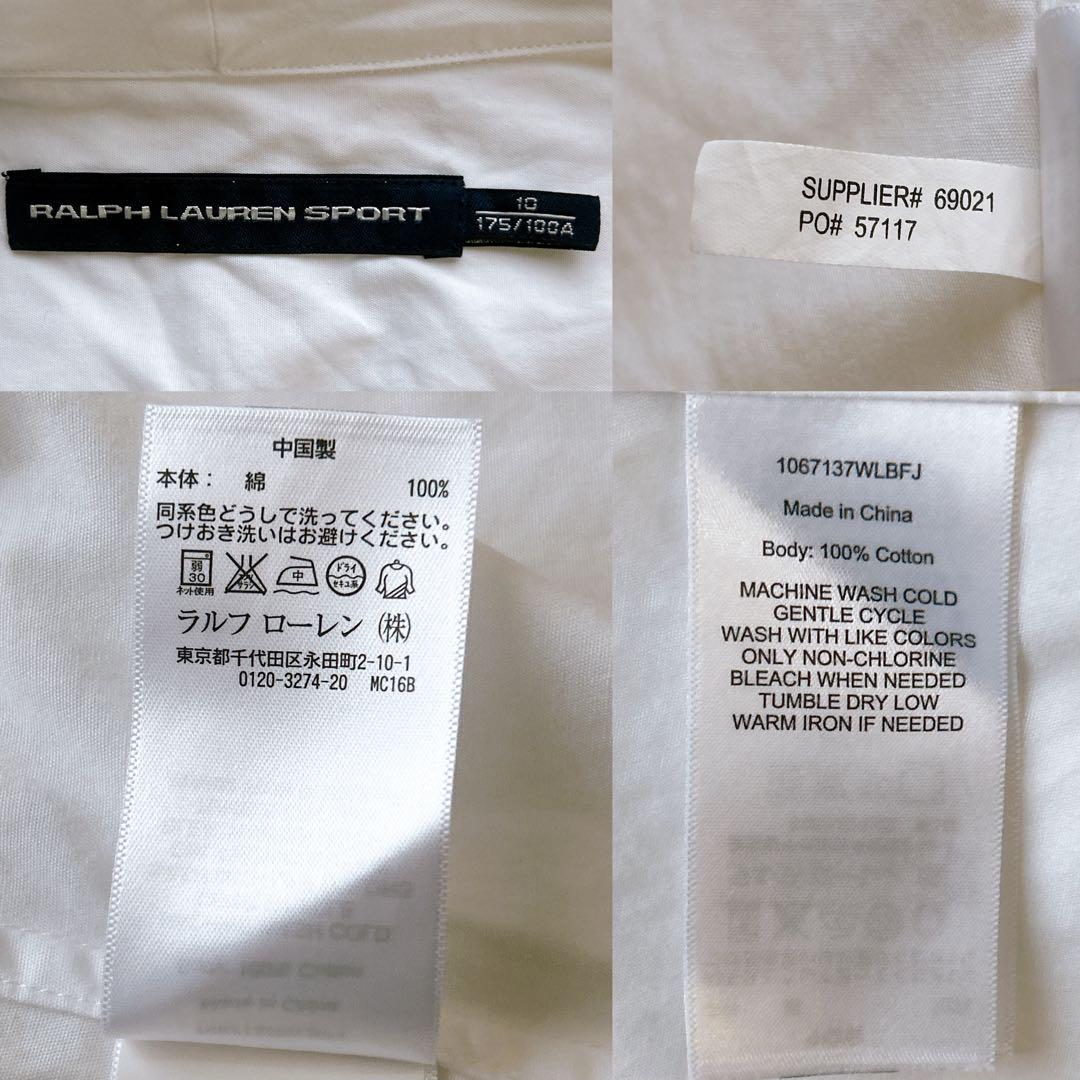 RALPH LAUREN SPORT
10
175/100A
SUPPLIER# 69021
PO# 57117
中国製
本体: 綿 100%
同系色どうしで洗ってください。
つけおき洗いはお避けください。
弱
30
ネット使用
中
ドライ
セキユ系
ラルフ ローレン (株)
東京都千代田区永田町2-10-1
0120-3274-20 MC16B
1067137WLBFJ
Made in China
Body: 100% Cotton
MACHINE WASH COLD
GENTLE CYCLE
WASH WITH LIKE COLORS
ONLY NON-CHLORINE
BLEACH WHEN NEEDED
TUMBLE DRY LOW
WARM IRON IF NEEDED